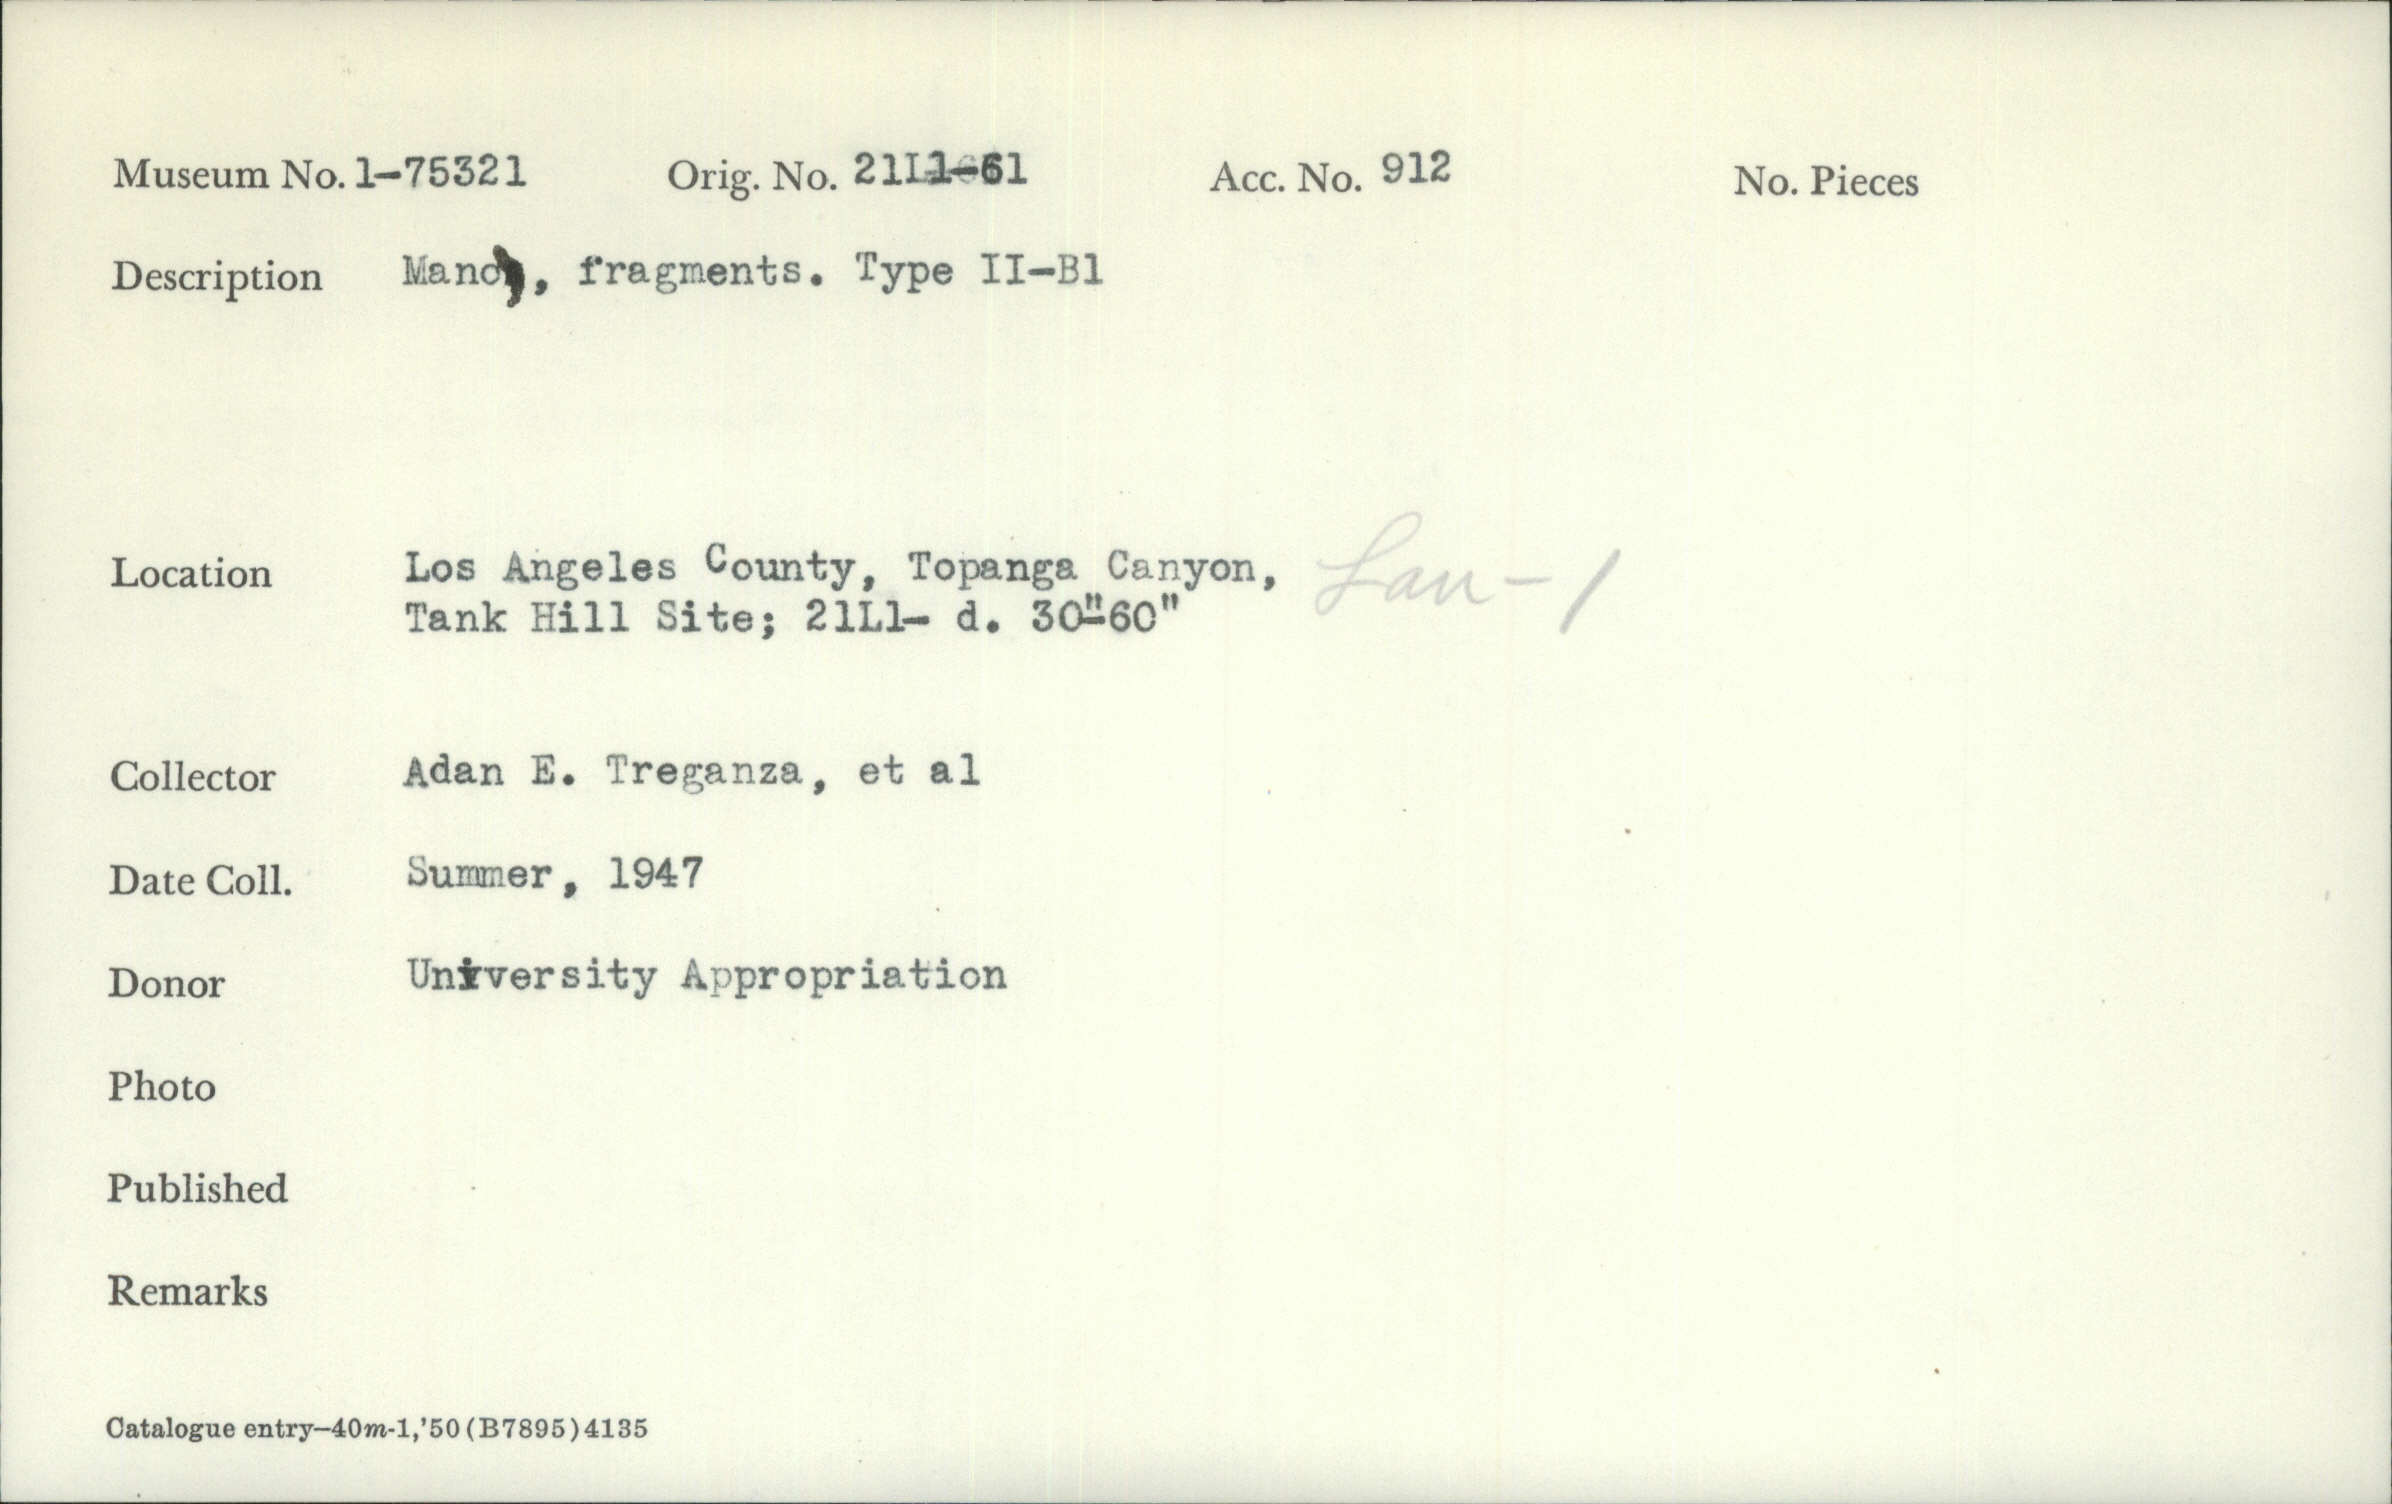 Museum No. 1-75321 Orig. No. 21L1-61 Acc. No. 912 No. Pieces
Description Mano, fragments. Type II-B1
Location Los Angeles County, Topanga Canyon, Lan-1
Tank Hill Site; 21L1- d. 30"-60"
Collector Adan E. Treganza, et al
Date Coll. Summer, 1947
Donor University Appropriation
Photo
Published
Remarks
Catalogue entry—40m-1,'50(B7895)4135